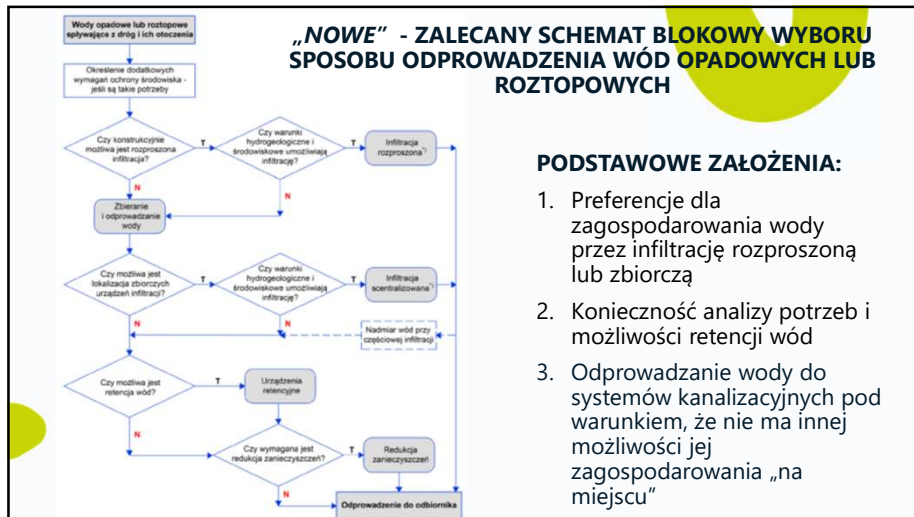 „NOWE” - ZALECANY SCHEMAT BLOKOWY WYBORU
SPOSOBU ODPROWADZENIA WÓD OPADOWYCH LUB
ROZTOPOWYCH
Wody opadowe lub roztopowe
spływające z dróg i ich otoczenia
Określenie dodatkowych
wymagań ochrony środowiska -
jeśli są takie potrzeby
Czy konstrukcyjnie
możliwa jest rozproszona
infiltracja?
T
Czy warunki
hydrogeologiczne i
środowiskowe umożliwiają
infiltrację?
T
Infiltracja
rozproszona*)
N
N
Zbieranie
i odprowadzanie
wody
Czy możliwa jest
lokalizacja zbiorczych
urządzeń infiltracji?
T
Czy warunki
hydrogeologiczne i
środowiskowe umożliwiają
infiltrację?
T
Infiltracja
scentralizowana*)
N
N
Nadmiar wód przy
częściowej infiltracji
Czy możliwa jest
retencja wód?
T
Urządzenia
retencyjne
N
Czy wymagana jest
redukcja zanieczyszczeń?
T
Redukcja
zanieczyszczeń
N
Odprowadzenie do odbiornika
PODSTAWOWE ZAŁOŻENIA:
1. Preferencje dla
zagospodarowania wody
przez infiltrację rozproszoną
lub zbiorczą
2. Konieczność analizy potrzeb i
możliwości retencji wód
3. Odprowadzanie wody do
systemów kanalizacyjnych pod
warunkiem, że nie ma innej
możliwości jej
zagospodarowania „na
miejscu”